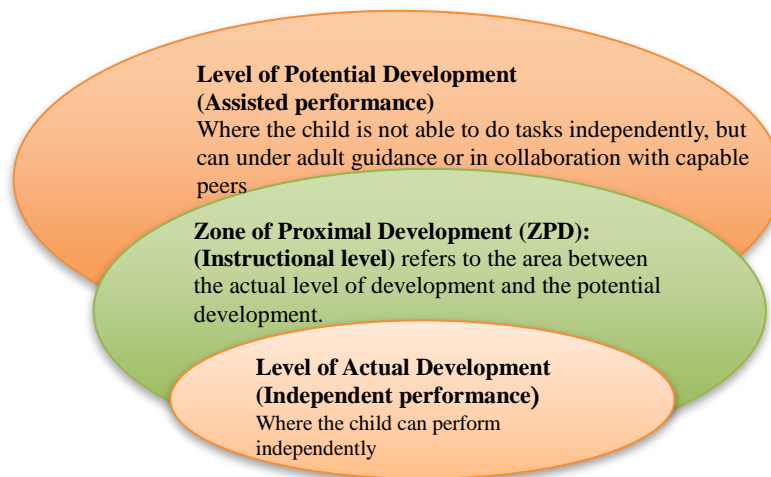 Level of Potential Development
(Assisted performance)
Where the child is not able to do tasks independently, but
can under adult guidance or in collaboration with capable
peers
Zone of Proximal Development (ZPD):
(Instructional level) refers to the area between
the actual level of development and the potential
development.
Level of Actual Development
(Independent performance)
Where the child can perform
independently